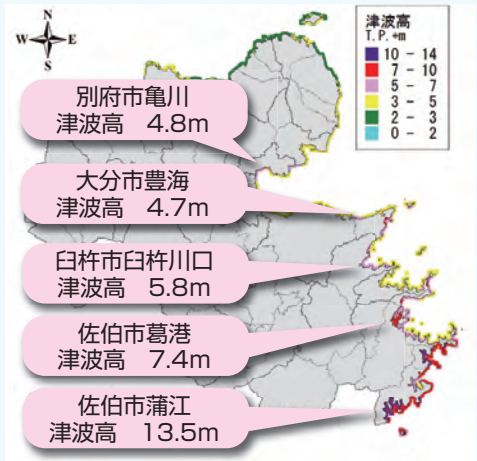 N
W E
S
津波高
T.P.+m
10 - 14
7 - 10
5 - 7
3 - 5
2 - 3
0 - 2
別府市亀川
津波高 4.8m
大分市豊海
津波高 4.7m
臼杵市臼杵川口
津波高 5.8m
佐伯市葛港
津波高 7.4m
佐伯市蒲江
津波高 13.5m